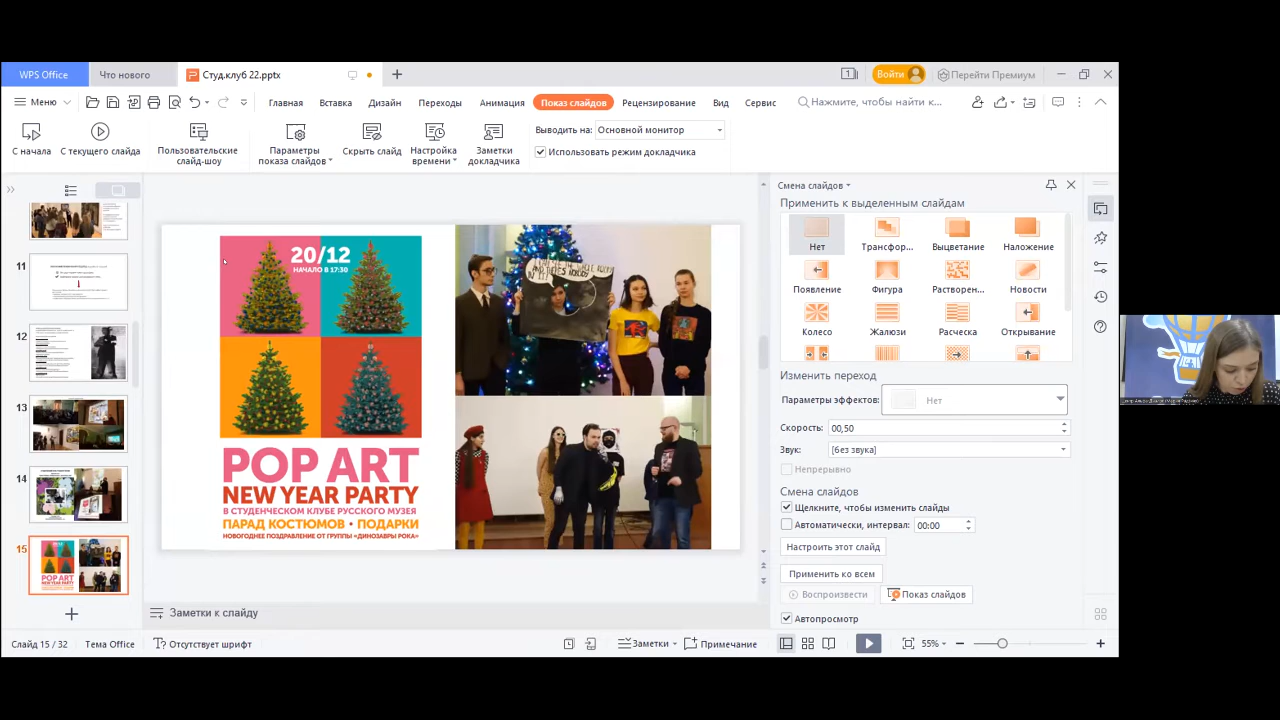 WPS Office
Что нового
Студ.клуб 22.pptx
1
Войти
Перейти Премиум
Меню
Главная
Вставка
Дизайн
Переходы
Анимация
Показ слайдов
Рецензирование
Вид
Сервис
Нажмите, чтобы найти к...
С начала
С текущего слайда
Пользовательские
слайд-шоу
Параметры
показа слайдов
Скрыть слайд
Настройка
времени
Заметки
докладчика
Выводить на:
Основной монитор
Использовать режим докладчика
11
12
13
14
15
20/12
НАЧАЛО В 17:30
POP ART
NEW YEAR PARTY
В СТУДЕНЧЕСКОМ КЛУБЕ РУССКОГО МУЗЕЯ
ПАРАД КОСТЮМОВ • ПОДАРКИ
НОВОГОДНЕЕ ПОЗДРАВЛЕНИЕ ОТ ГРУППЫ «ДИНОЗАВРЫ РОКА»
Смена слайдов
Применить к выделенным слайдам
Нет
Трансфор...
Выцветание
Наложение
Появление
Фигура
Растворен...
Новости
Колесо
Жалюзи
Расческа
Открывание
Изменить переход
Параметры эффектов:
Нет
Скорость:
00,50
Звук:
[без звука]
Непрерывно
Смена слайдов
Щелкните, чтобы изменить слайды
Автоматически, интервал:
00:00
Настроить этот слайд
Применить ко всем
Воспроизвести
Показ слайдов
Автопросмотр
Заметки к слайду
Слайд 15 / 32
Тема Office
Отсутствует шрифт
Заметки
Примечание
55%